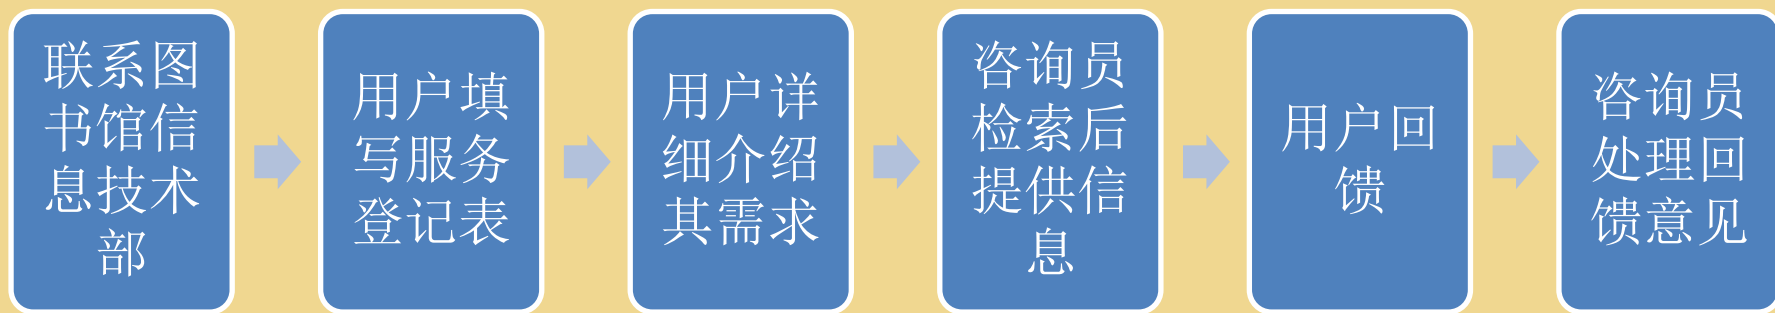 联系图
书馆信
息技术
部
用户填
写服务
登记表
用户详
细介绍
其需求
咨询员
检索后
提供信
息
用户回
馈
咨询员
处理回
馈意见